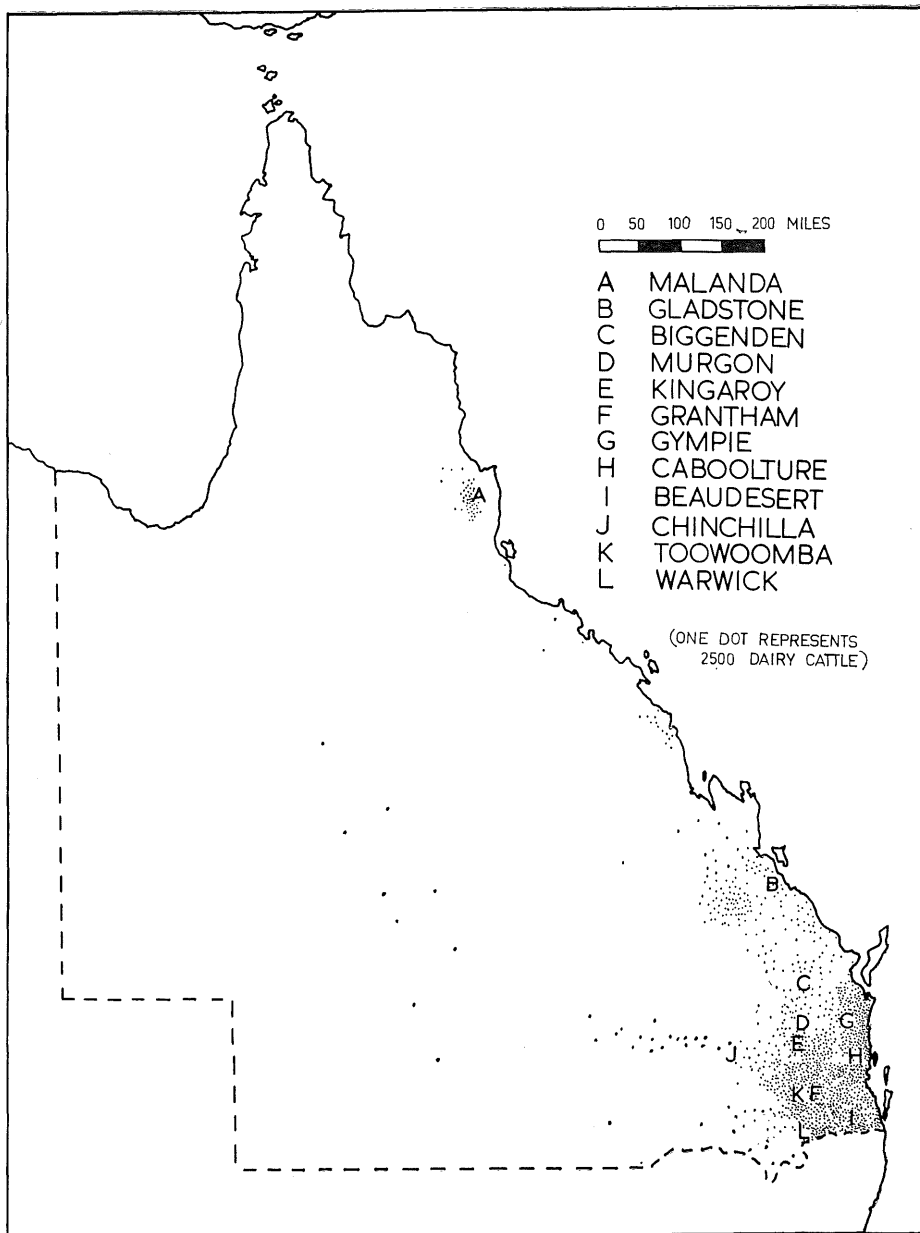 0 50 100 150 200 MILES
A MALANDA
B GLADSTONE
C BIGGENDEN
D MURGON
E KINGAROY
F GRANTHAM
G GYMPIE
H CABOOLTURE
I BEAUDESERT
J CHINCHILLA
K TOOWOOMBA
L WARWICK
(ONE DOT REPRESENTS
2500 DAIRY CATTLE)
A
B
C
D G
E
J H
K F
I
L